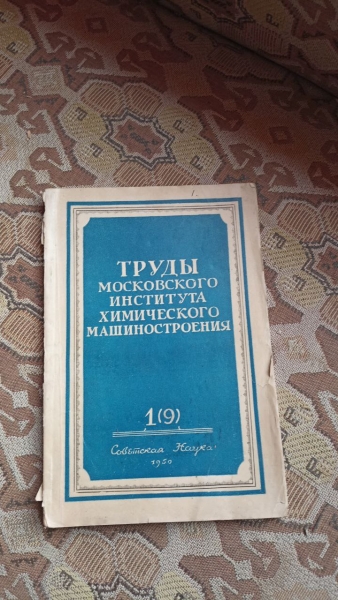 ТРУДЫ
МОСКОВСКОГО
ИНСТИТУТА
ХИМИЧЕСКОГО
МАШИНОСТРОЕНИЯ
1(9)
Советская Наука
1950